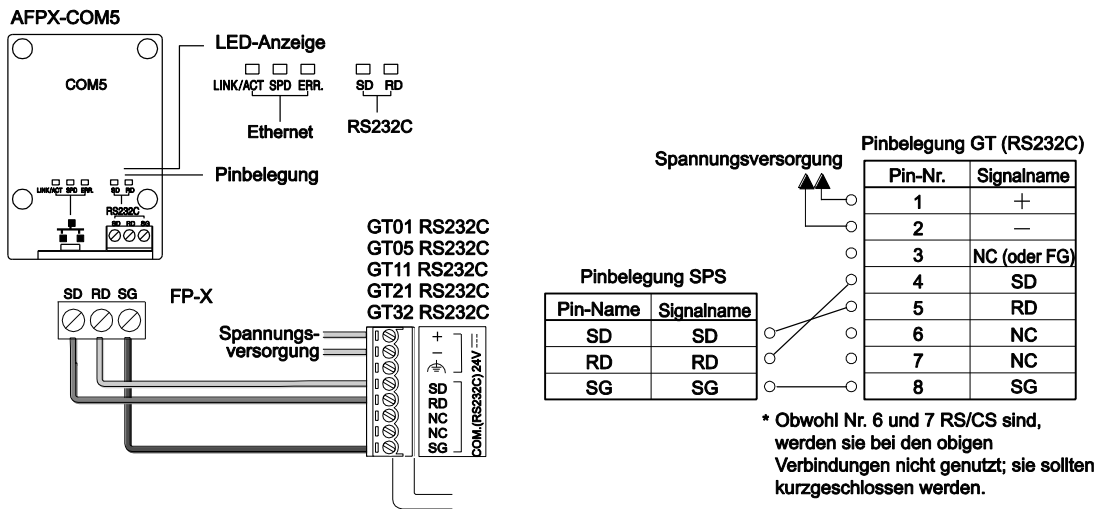 AFPX-COM5
COM5
LINK/ACT SPD ERR. SD RD
RS232C
SD RD SG
LED-Anzeige
LINK/ACT SPD ERR. SD RD
Ethernet RS232C
Pinbelegung
SD RD SG FP-X
GT01 RS232C
GT05 RS232C
GT11 RS232C
GT21 RS232C
GT32 RS232C
Spannungs-
versorgung
+
−
24V
SD
RD
NC
NC
SG
COM.(RS232C)
Pinbelegung SPS
Pin-Name Signalname
SD SD
RD RD
SG SG
Spannungsversorgung
Pinbelegung GT (RS232C)
Pin-Nr. Signalname
1 +
2 −
3 NC (oder FG)
4 SD
5 RD
6 NC
7 NC
8 SG
* Obwohl Nr. 6 und 7 RS/CS sind,
werden sie bei den obigen
Verbindungen nicht genutzt; sie sollten
kurzgeschlossen werden.